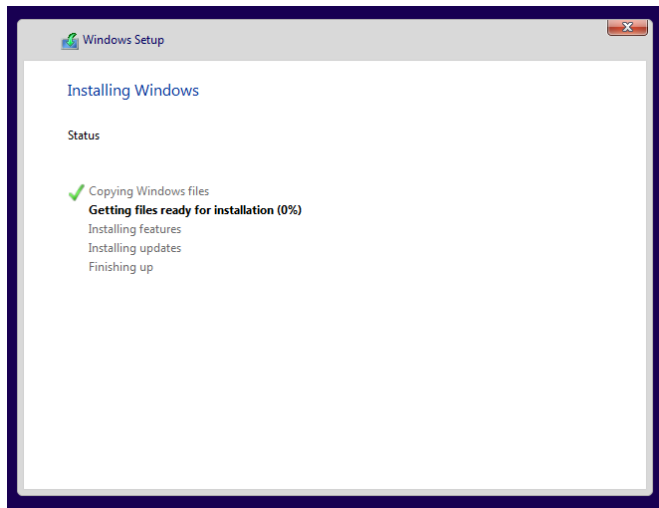 Windows Setup
Installing Windows
Status
Copying Windows files
Getting files ready for installation (0%)
Installing features
Installing updates
Finishing up